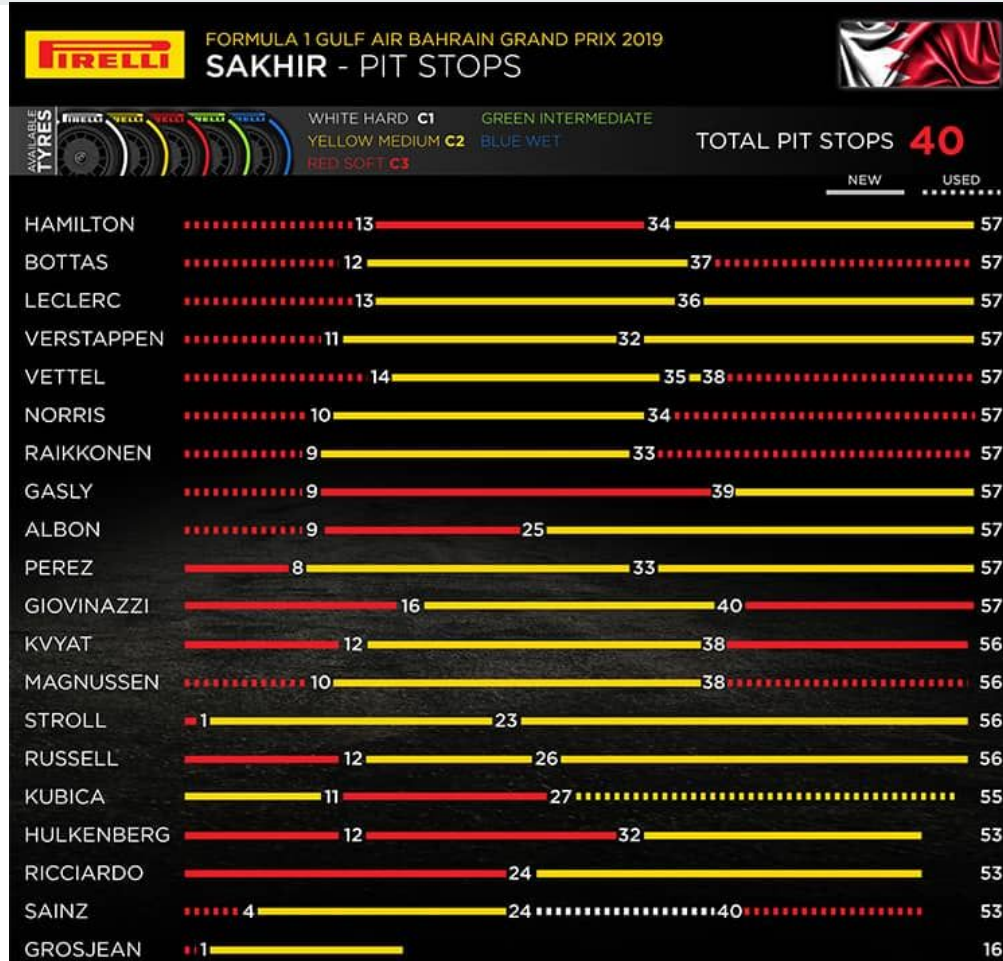 PIRELLI
FORMULA 1 GULF AIR BAHRAIN GRAND PRIX 2019
SAKHIR - PIT STOPS
AVAILABLE TYRES
WHITE HARD C1
GREEN INTERMEDIATE
YELLOW MEDIUM C2
BLUE WET
RED SOFT C3
TOTAL PIT STOPS 40
NEW USED
HAMILTON 13 34 57
BOTTAS 12 37 57
LECLERC 13 36 57
VERSTAPPEN 11 32 57
VETTEL 14 35 38 57
NORRIS 10 34 57
RAIKKONEN 9 33 57
GASLY 9 39 57
ALBON 9 25 57
PEREZ 8 33 57
GIOVINAZZI 16 40 57
KVYAT 12 38 56
MAGNUSSEN 10 38 56
STROLL 1 23 56
RUSSELL 12 26 56
KUBICA 11 27 55
HULKENBERG 12 32 53
RICCIARDO 24 53
SAINZ 4 24 40 53
GROSJEAN 1 16